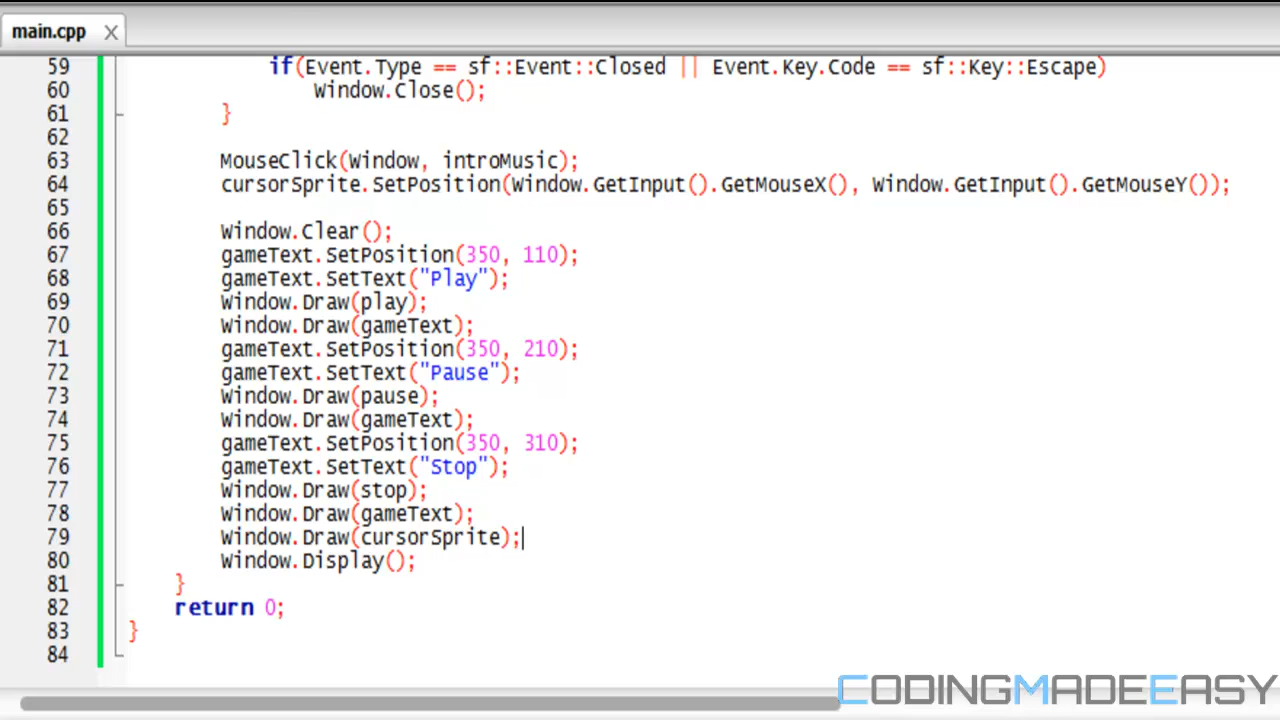 main.cpp X
59 if(Event.Type == sf::Event::Closed || Event.Key.Code == sf::Key::Escape)
60 Window.Close();
61 }
62
63 MouseClick(Window, introMusic);
64 cursorSprite.SetPosition(Window.GetInput().GetMouseX(), Window.GetInput().GetMouseY());
65
66 Window.Clear();
67 gameText.SetPosition(350, 110);
68 gameText.SetText("Play");
69 Window.Draw(play);
70 Window.Draw(gameText);
71 gameText.SetPosition(350, 210);
72 gameText.SetText("Pause");
73 Window.Draw(pause);
74 Window.Draw(gameText);
75 gameText.SetPosition(350, 310);
76 gameText.SetText("Stop");
77 Window.Draw(stop);
78 Window.Draw(gameText);
79 Window.Draw(cursorSprite);
80 Window.Display();
81 }
82 return 0;
83 }
84
CODINGMADEEASY